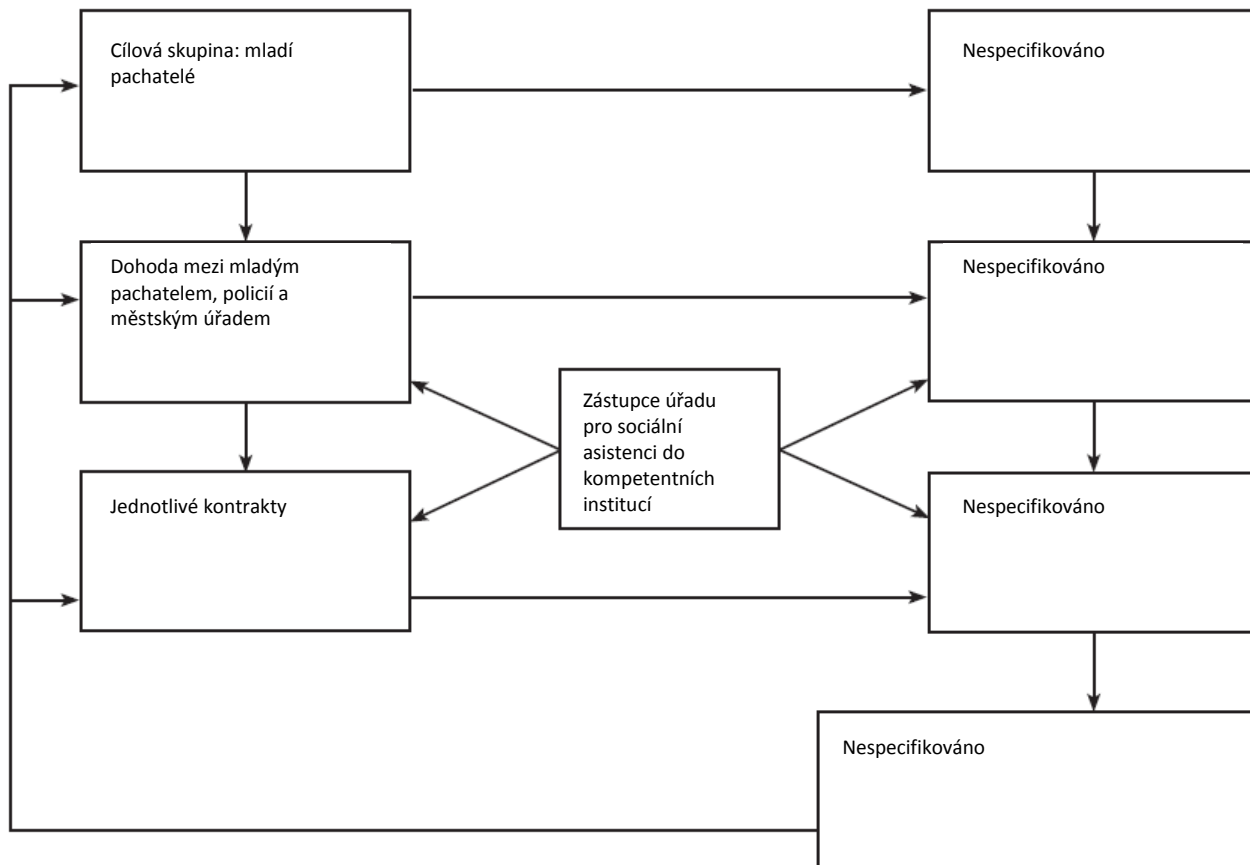 Cílová skupina: mladí
pachatelé
Nespecifikováno
Dohoda mezi mladým
pachatelem, policií a
městským úřadem
Nespecifikováno
Zástupce úřadu
pro sociální
asistenci do
kompetentních
institucí
Jednotlivé kontrakty
Nespecifikováno
Nespecifikováno